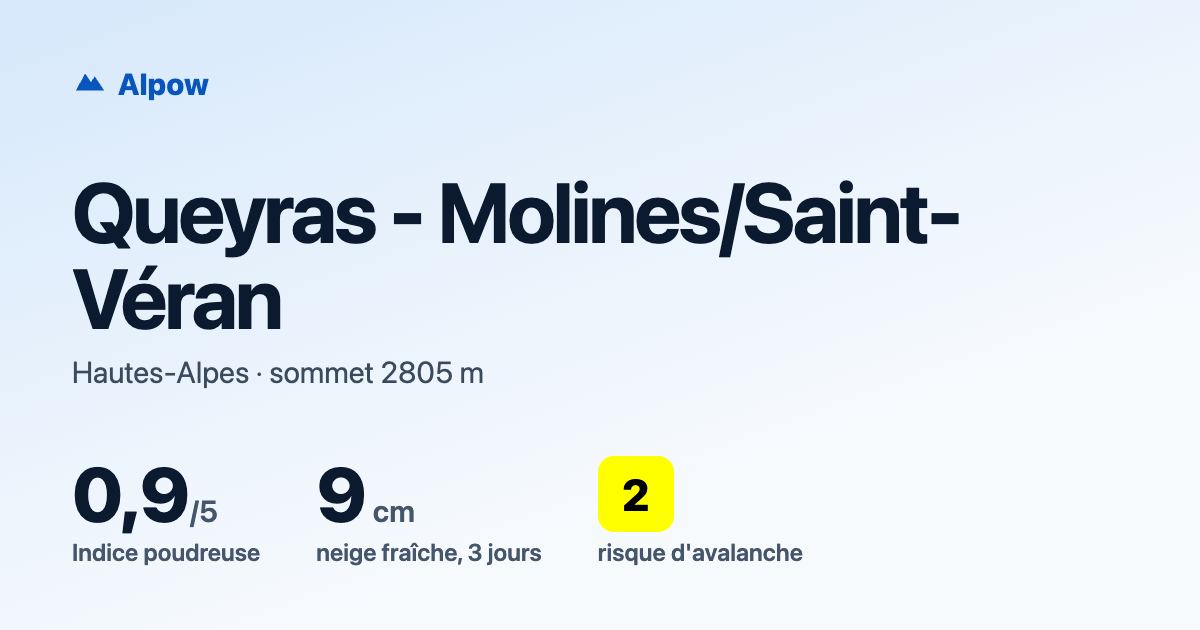 Alpow
Queyras - Molines/Saint-
Véran
Hautes-Alpes · sommet 2805 m
0,9/5
Indice poudreuse
9 cm
neige fraîche, 3 jours
2
risque d'avalanche